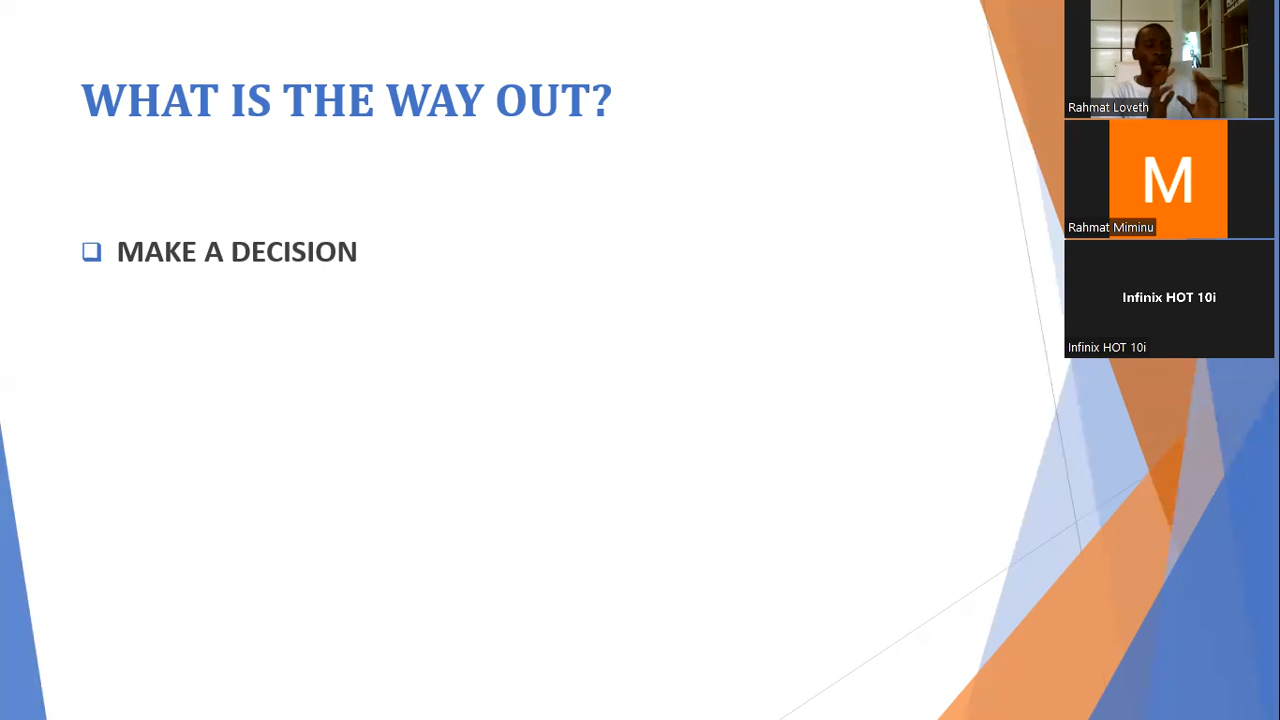 WHAT IS THE WAY OUT?
MAKE A DECISION
Rahmat Loveth
M
Rahmat Miminu
Infinix HOT 10i
Infinix HOT 10i